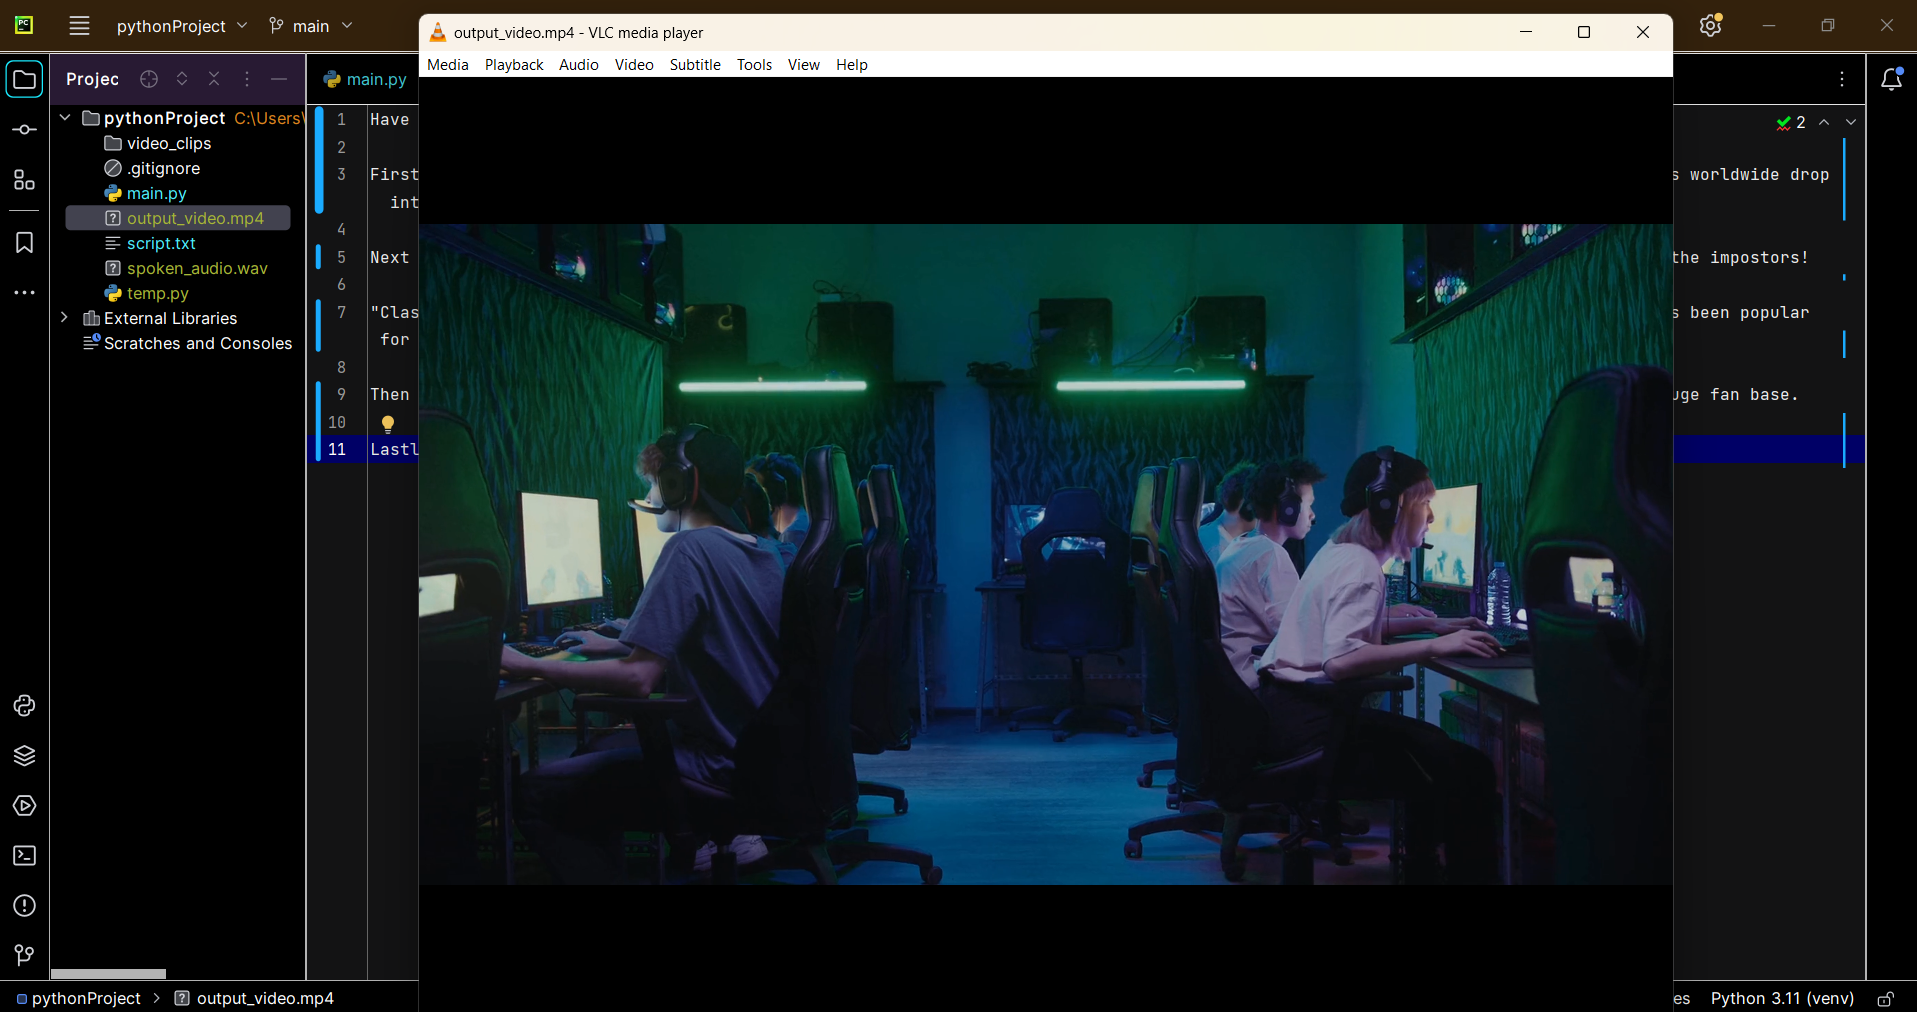 PC
pythonProject
main
output_video.mp4 - VLC media player
Media Playback Audio Video Subtitle Tools View Help
Projec
main.py
pythonProject C:\Users\
video_clips
.gitignore
main.py
output_video.mp4
script.txt
spoken_audio.wav
temp.py
External Libraries
Scratches and Consoles
1 Have
2
3 First
int
4
5 Next
6
7 "Clas
for
8
9 Then
10
11 Lastl
2
s worldwide drop
the impostors!
s been popular
uge fan base.
pythonProject > output_video.mp4
es Python 3.11 (venv)